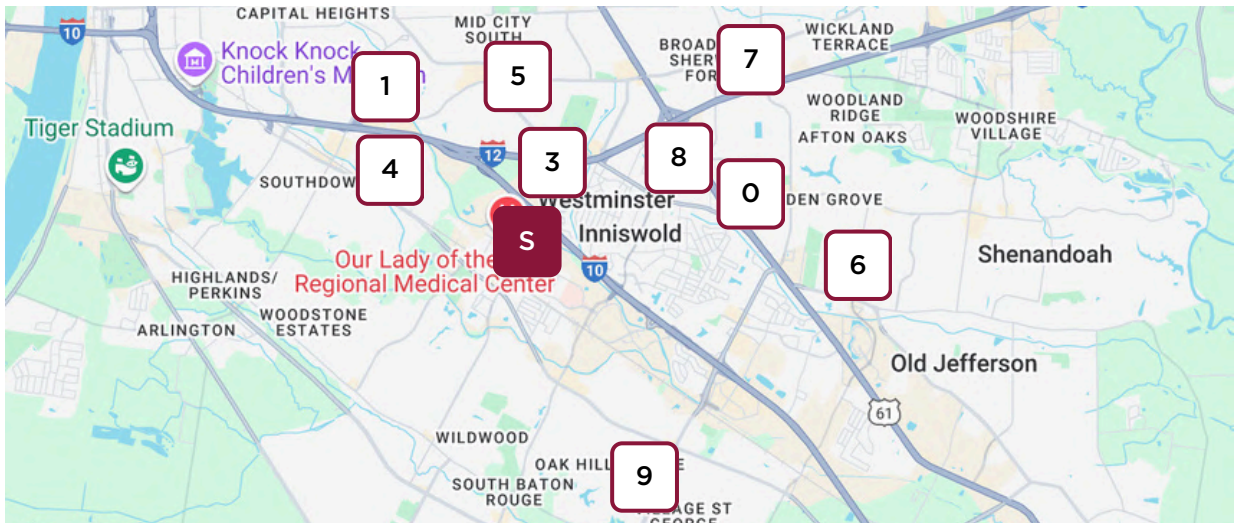 CAPITAL HEIGHTS
MID CITY
SOUTH
WICKLAND
TERRACE
10
Knock Knock
Children's M
1
5
BROAD
SHER
FOR
7
WOODLAND
RIDGE
AFTON OAKS
WOODSHIRE
VILLAGE
Tiger Stadium
12
3
8
4
SOUTHDOW
Westminster
0
DEN GROVE
S
Inniswold
Our Lady of the
Regional Medical Center
10
6
Shenandoah
HIGHLANDS/
PERKINS
WOODSTONE
ESTATES
ARLINGTON
Old Jefferson
61
WILDWOOD
OAK HILL
SOUTH BATON
ROUGE
9
LAGE ST
GEORGE